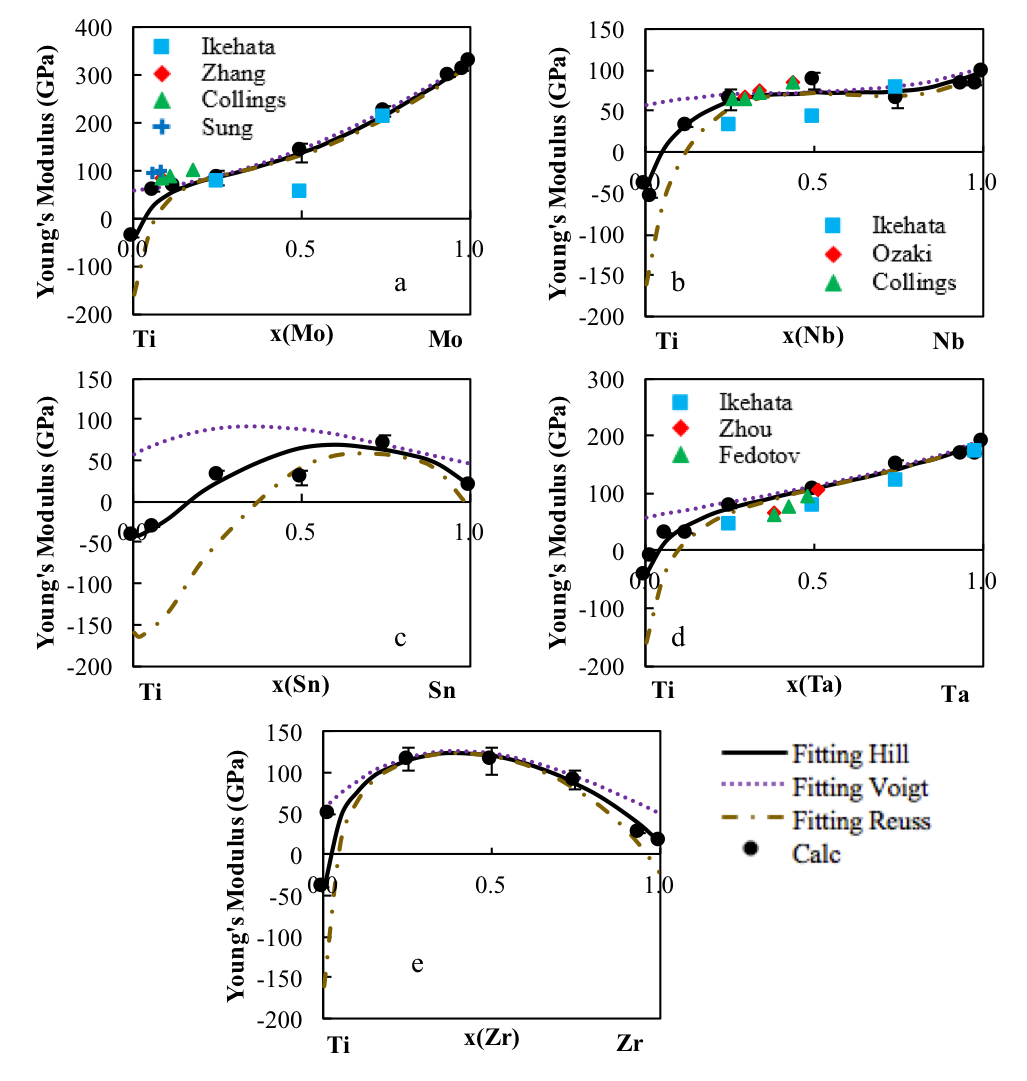 400
300
200
100
0
-100
-200
Young's Modulus (GPa)
Ikehata
Zhang
Collings
Sung
0.0
0.5
1.0
a
Ti
x(Mo)
Mo
150
100
50
0
-50
-100
-150
-200
Young's Modulus (GPa)
0.0
0.5
1.0
Ikehata
Ozaki
Collings
b
Ti
x(Nb)
Nb
150
100
50
0
-50
-100
-150
-200
Young's Modulus (GPa)
0.0
0.5
1.0
c
Ti
x(Sn)
Sn
300
200
100
0
-100
-200
Young's Modulus (GPa)
Ikehata
Zhou
Fedotov
0.0
0.5
1.0
d
Ti
x(Ta)
Ta
150
100
50
0
-50
-100
-150
-200
Young's Modulus (GPa)
0.0
0.5
1.0
e
Ti
x(Zr)
Zr
Fitting Hill
Fitting Voigt
Fitting Reuss
Calc